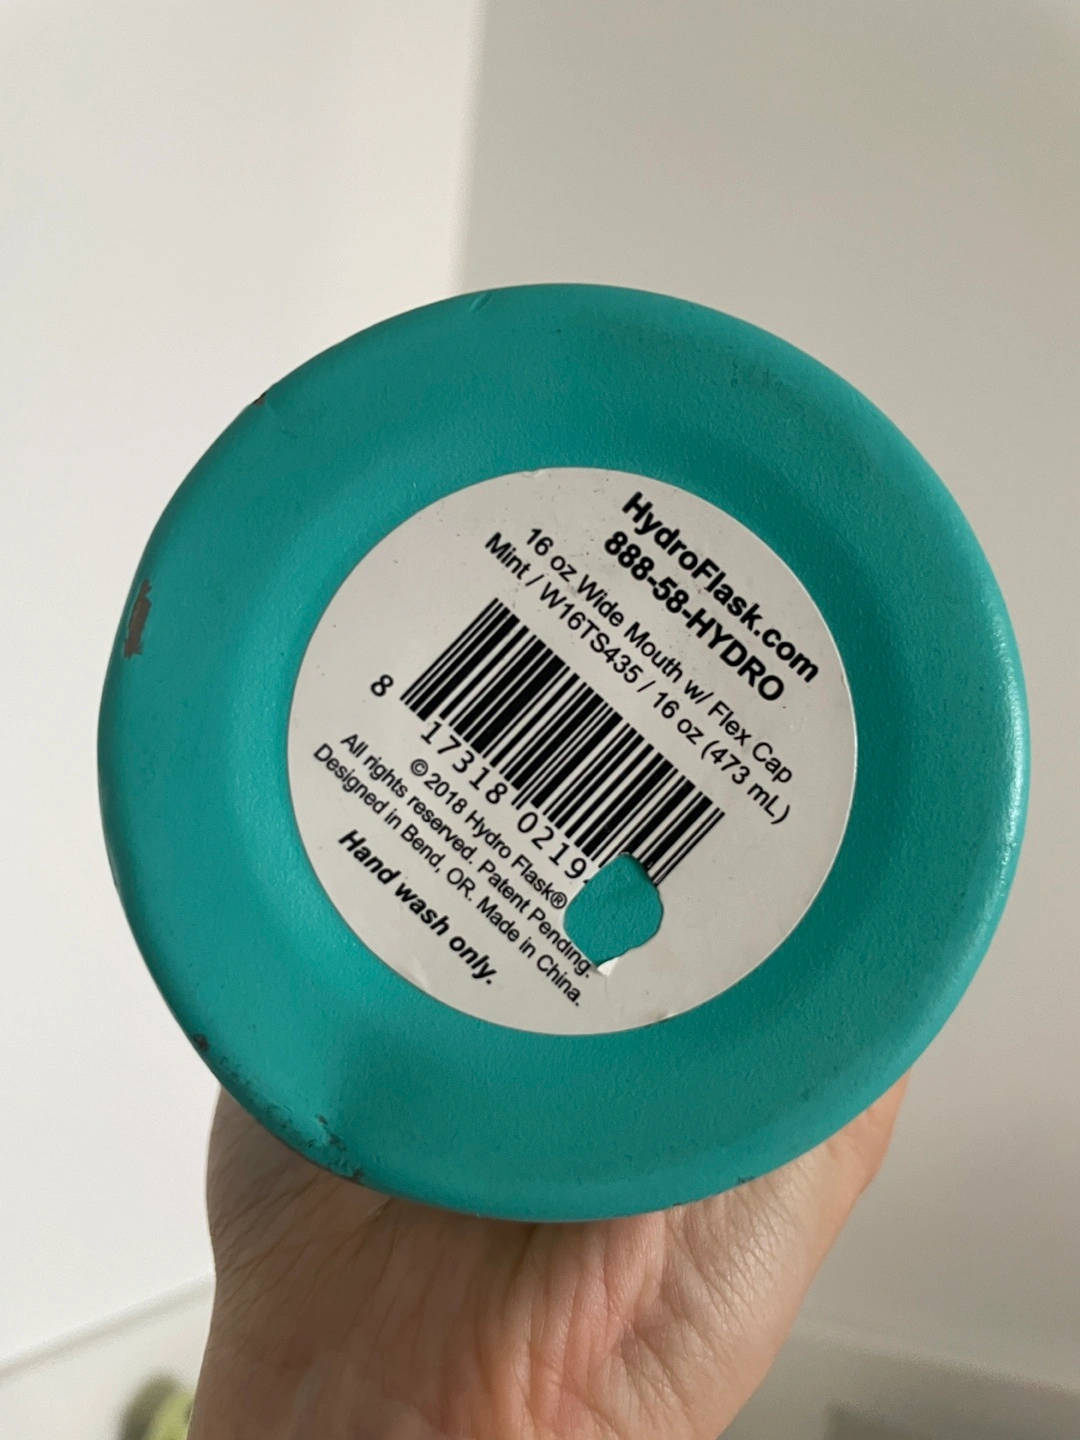 HydroFlask.com
888-58-HYDRO
16 oz Wide Mouth w/ Flex Cap
Mint / W16TS435 / 16 oz (473 mL)
8 17318 0219
© 2018 Hydro Flask®
All rights reserved. Patent Pending.
Designed in Bend, OR. Made in China.
Hand wash only.